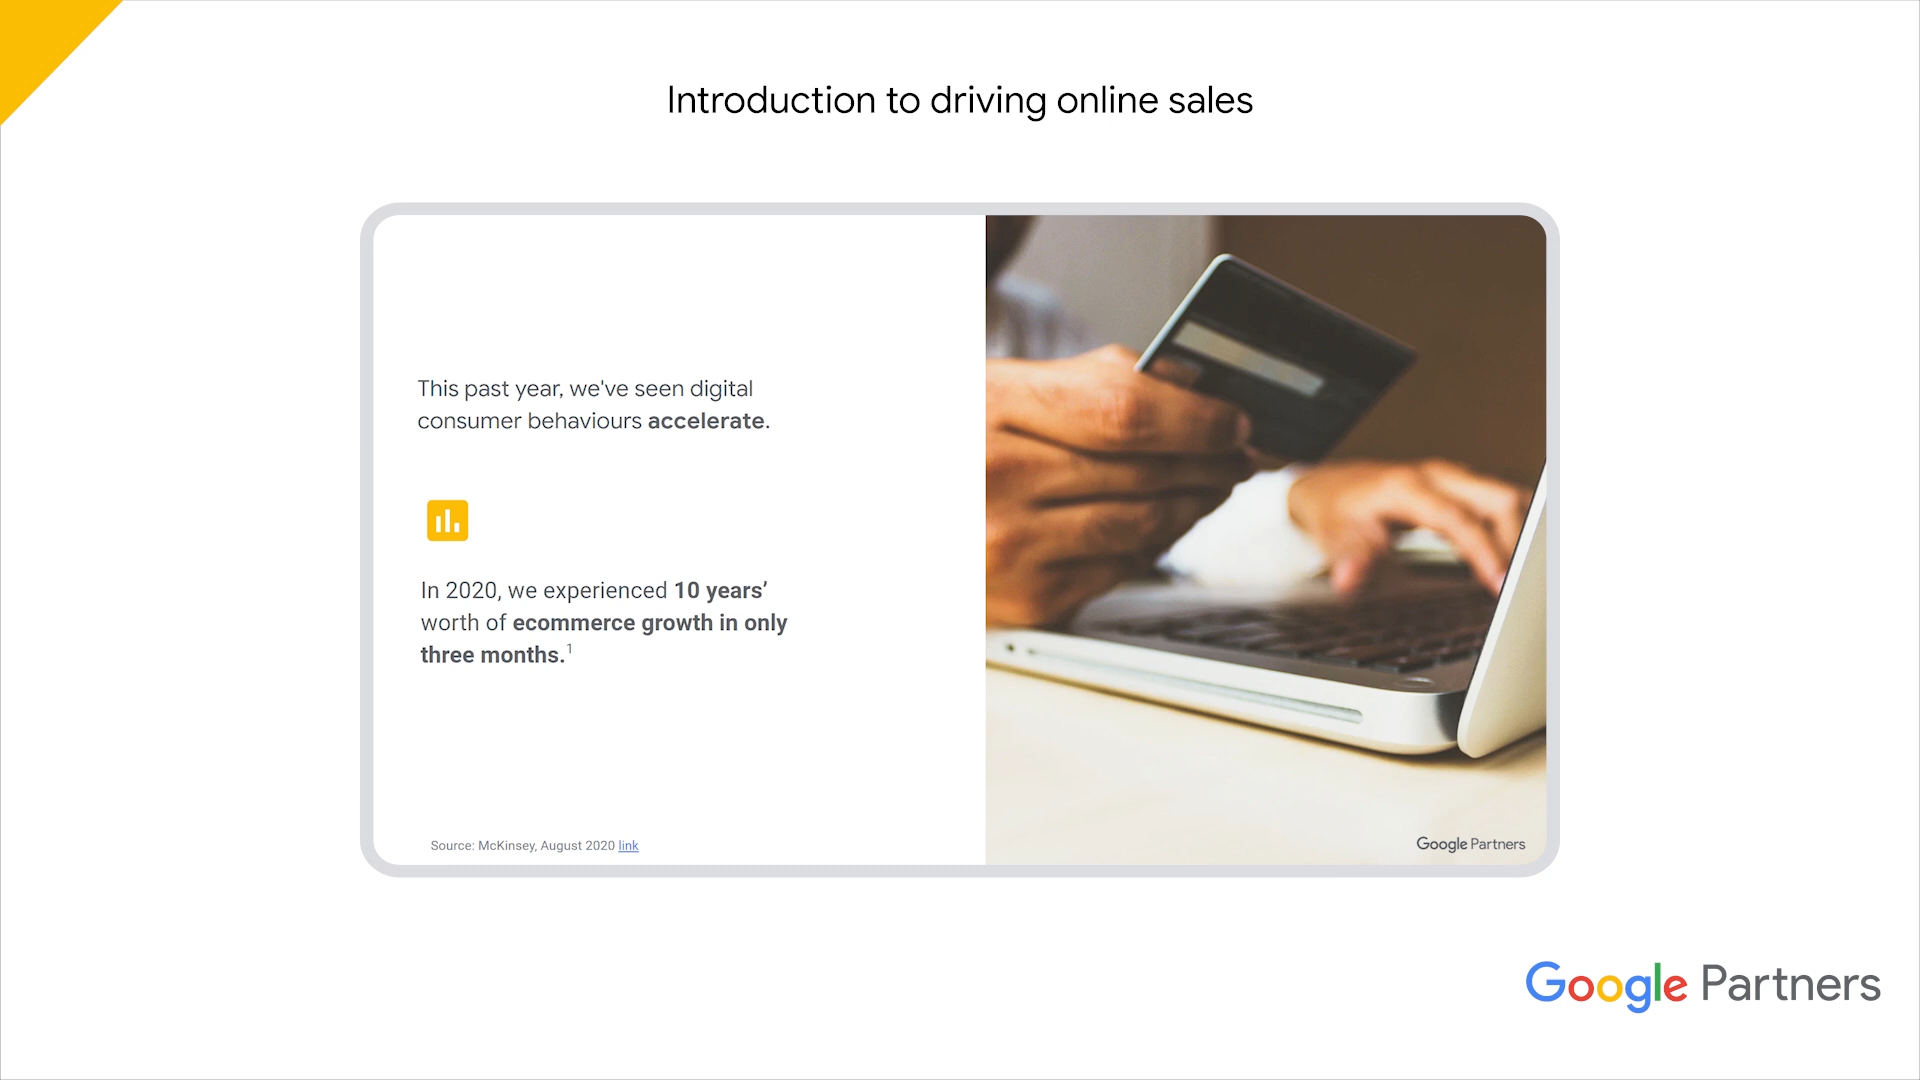 Introduction to driving online sales
This past year, we've seen digital
consumer behaviours accelerate.
In 2020, we experienced 10 years’
worth of ecommerce growth in only
three months.1
Source: McKinsey, August 2020 link
Google Partners
Google Partners